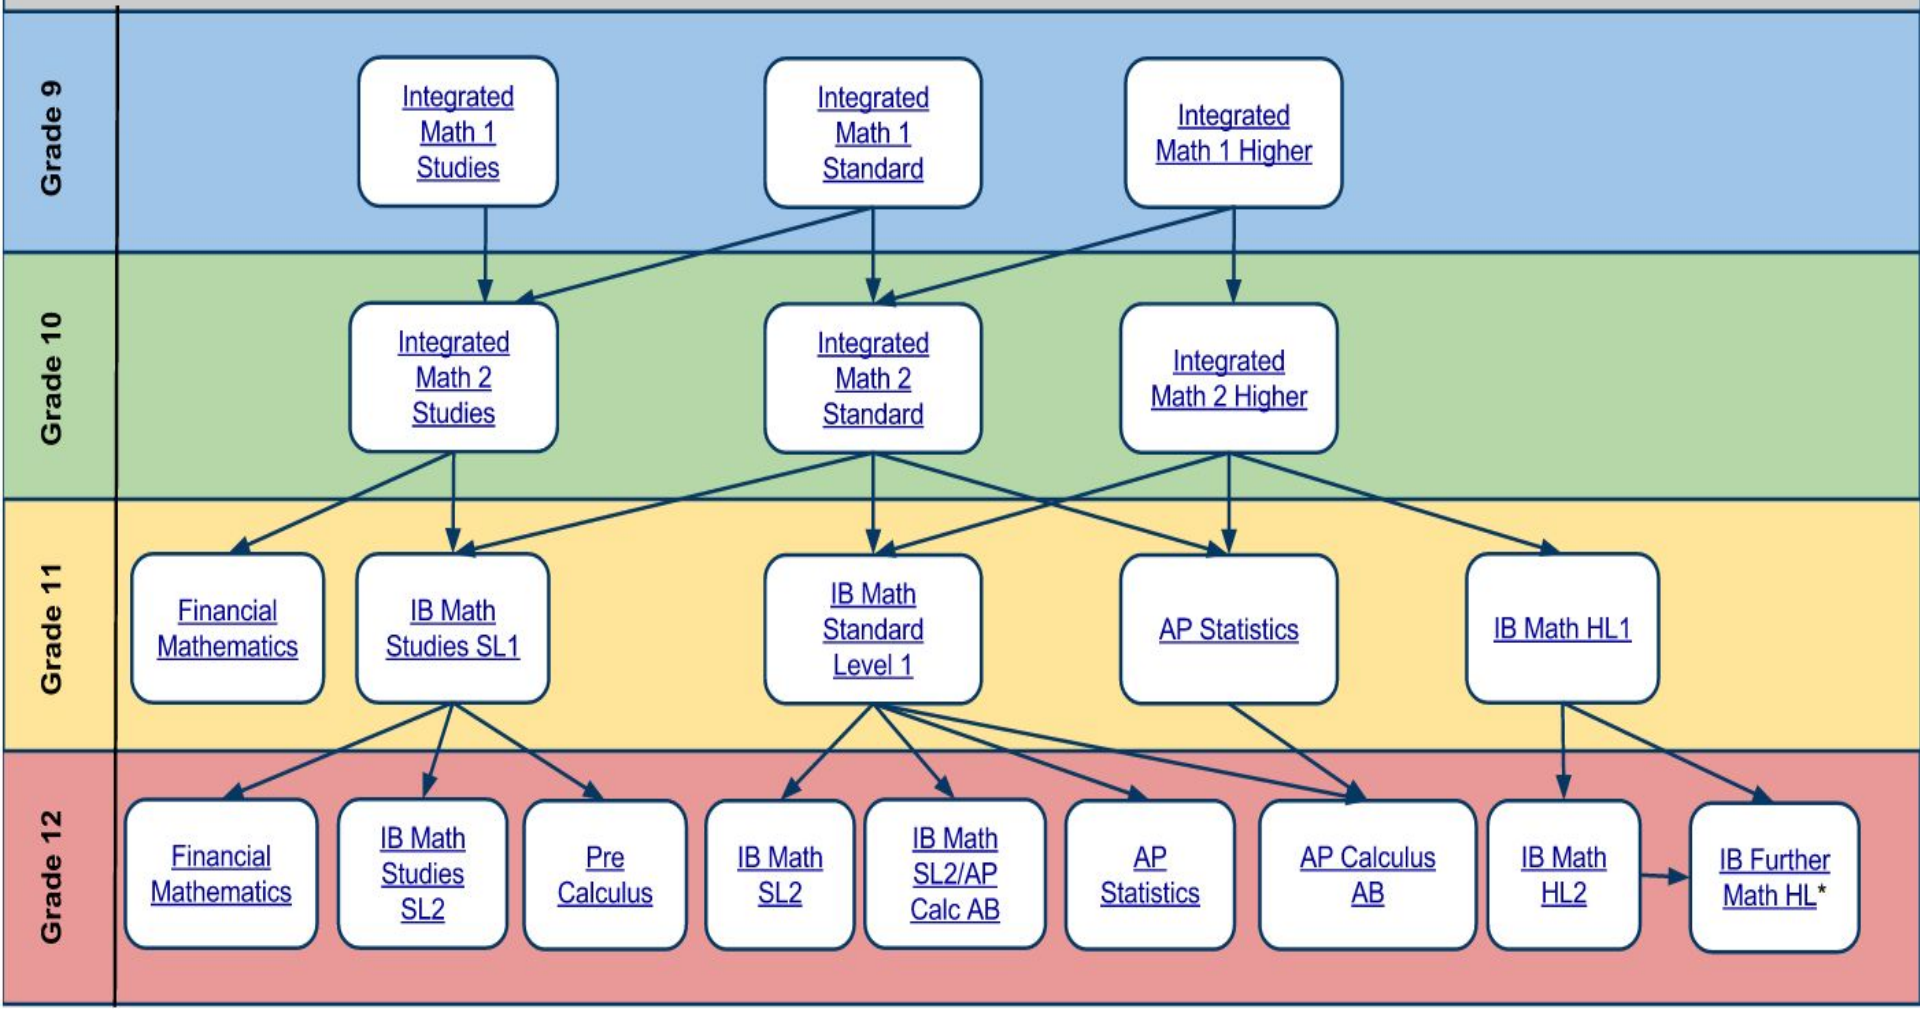 Grade 9
Integrated
Math 1
Studies
Integrated
Math 1
Standard
Integrated
Math 1 Higher
Grade 10
Integrated
Math 2
Studies
Integrated
Math 2
Standard
Integrated
Math 2 Higher
Grade 11
Financial
Mathematics
IB Math
Studies SL1
IB Math
Standard
Level 1
AP Statistics
IB Math HL1
Grade 12
Financial
Mathematics
IB Math
Studies
SL2
Pre
Calculus
IB Math
SL2
IB Math
SL2/AP
Calc AB
AP
Statistics
AP Calculus
AB
IB Math
HL2
IB Further
Math HL*